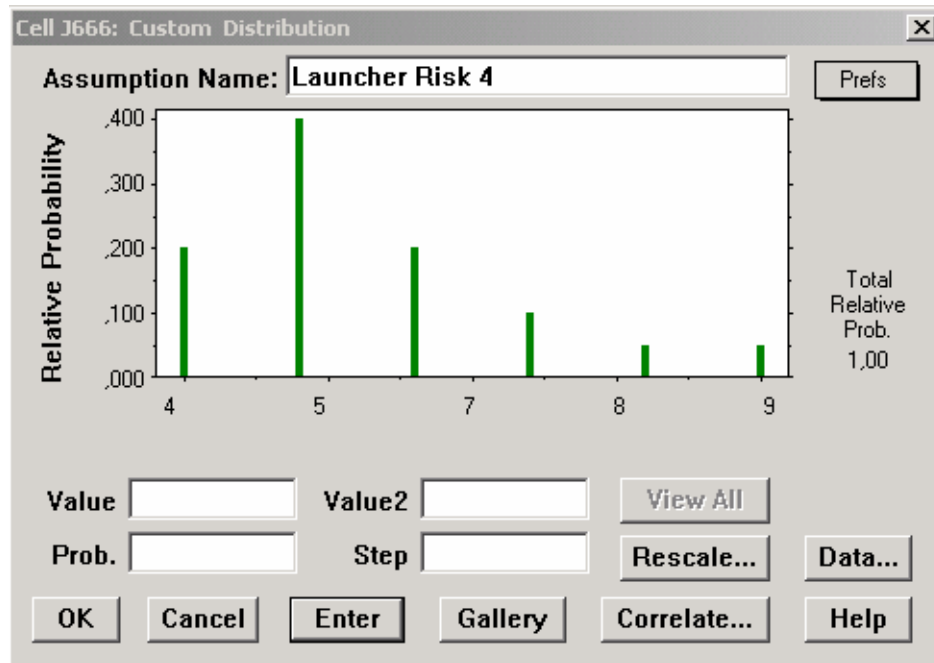 Cell J666: Custom Distribution
Assumption Name: Launcher Risk 4
Prefs
Relative Probability
,400
,300
,200
,100
,000
4 5 7 8 9
Total
Relative
Prob.
1,00
Value Value2 View All
Prob. Step Rescale... Data...
OK Cancel Enter Gallery Correlate... Help